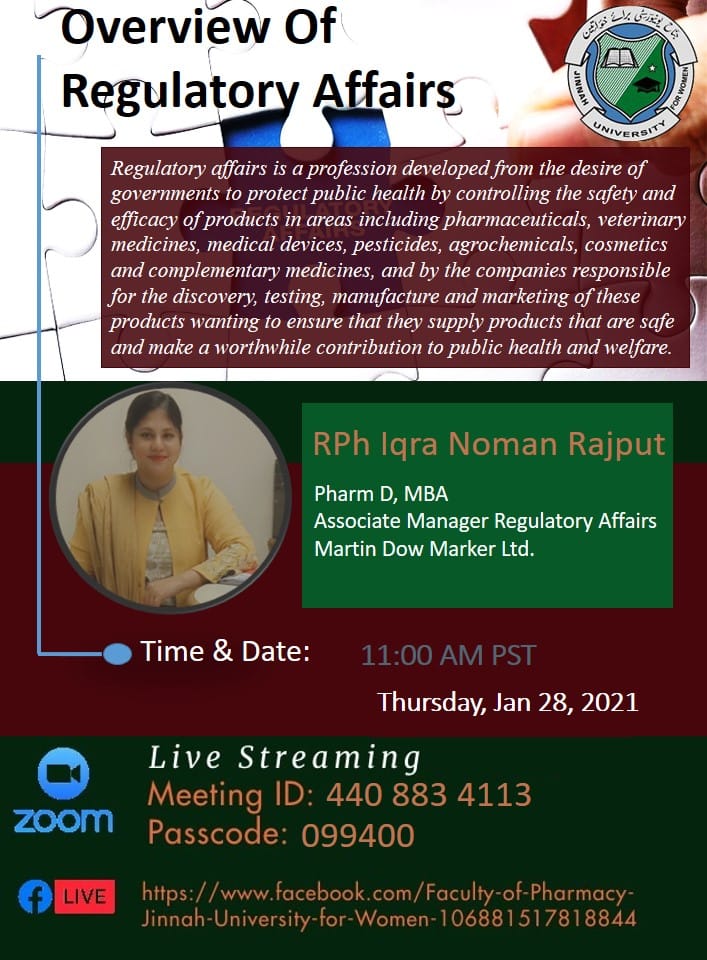 Overview Of
Regulatory Affairs
JINNAH UNIVERSITY FOR WOMEN
REGULATORY
AFFAIRS
Regulatory affairs is a profession developed from the desire of
governments to protect public health by controlling the safety and
efficacy of products in areas including pharmaceuticals, veterinary
medicines, medical devices, pesticides, agrochemicals, cosmetics
and complementary medicines, and by the companies responsible
for the discovery, testing, manufacture and marketing of these
products wanting to ensure that they supply products that are safe
and make a worthwhile contribution to public health and welfare.
RPh Iqra Noman Rajput
Pharm D, MBA
Associate Manager Regulatory Affairs
Martin Dow Marker Ltd.
Time & Date: 11:00 AM PST
Thursday, Jan 28, 2021
Live Streaming
zoom
Meeting ID: 440 883 4113
Passcode: 099400
LIVE
https://www.facebook.com/Faculty-of-Pharmacy-
Jinnah-University-for-Women-106881517818844